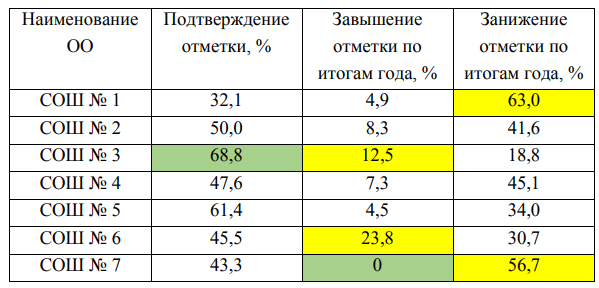 Наименование ОО Подтверждение отметки, % Завышение отметки по итогам года, % Занижение отметки по итогам года, %
СОШ № 1 32,1 4,9 63,0
СОШ № 2 50,0 8,3 41,6
СОШ № 3 68,8 12,5 18,8
СОШ № 4 47,6 7,3 45,1
СОШ № 5 61,4 4,5 34,0
СОШ № 6 45,5 23,8 30,7
СОШ № 7 43,3 0 56,7